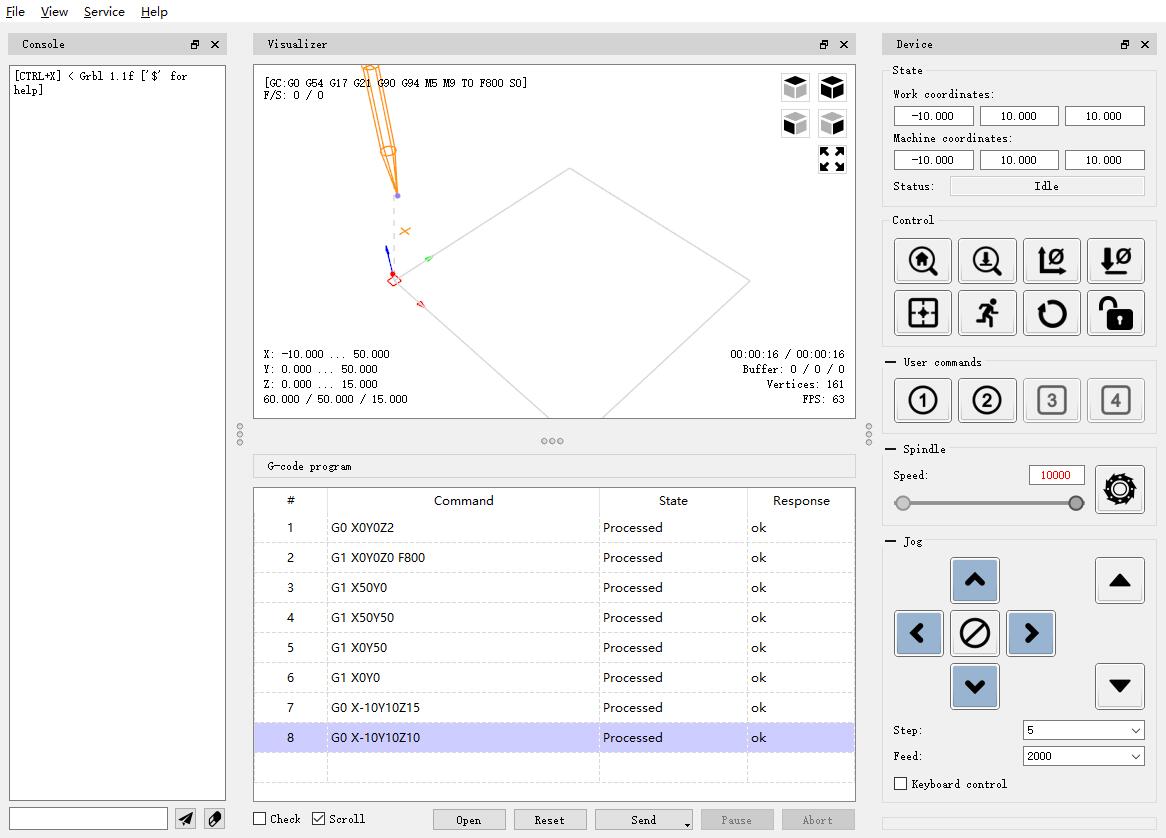 File View Service Help
Console
[CTRL+X] < Grbl 1.1f ['$' for
help]
Visualizer
[GC:G0 G54 G17 G21 G90 G94 M5 M9 T0 F800 S0]
F/S: 0 / 0
X: -10.000 ... 50.000
Y: 0.000 ... 50.000
Z: 0.000 ... 15.000
60.000 / 50.000 / 15.000
00:00:16 / 00:00:16
Buffer: 0 / 0 / 0
Vertices: 161
FPS: 63
G-code program
# Command State Response
1 G0 X0Y0Z2 Processed ok
2 G1 X0Y0Z0 F800 Processed ok
3 G1 X50Y0 Processed ok
4 G1 X50Y50 Processed ok
5 G1 X0Y50 Processed ok
6 G1 X0Y0 Processed ok
7 G0 X-10Y10Z15 Processed ok
8 G0 X-10Y10Z10 Processed ok
Check Scroll Open Reset Send Pause Abort
Device
State
Work coordinates:
-10.000 10.000 10.000
Machine coordinates:
-10.000 10.000 10.000
Status: Idle
Control
User commands
1 2 3 4
Spindle
Speed: 10000
Jog
Step: 5
Feed: 2000
Keyboard control